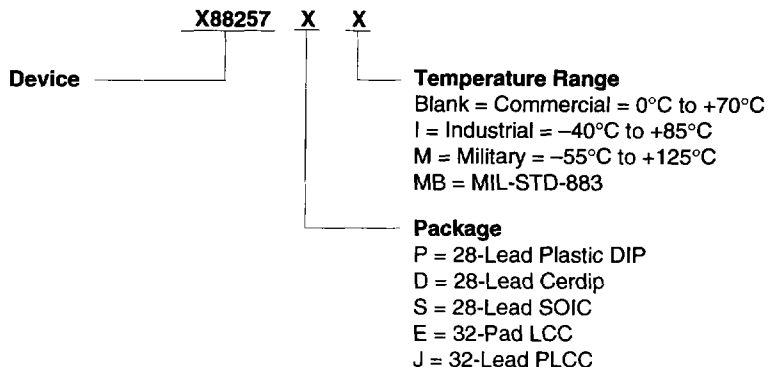 X88257 X X
Device
Temperature Range
Blank = Commercial = 0°C to +70°C
I = Industrial = –40°C to +85°C
M = Military = –55°C to +125°C
MB = MIL-STD-883
Package
P = 28-Lead Plastic DIP
D = 28-Lead Cerdip
S = 28-Lead SOIC
E = 32-Pad LCC
J = 32-Lead PLCC